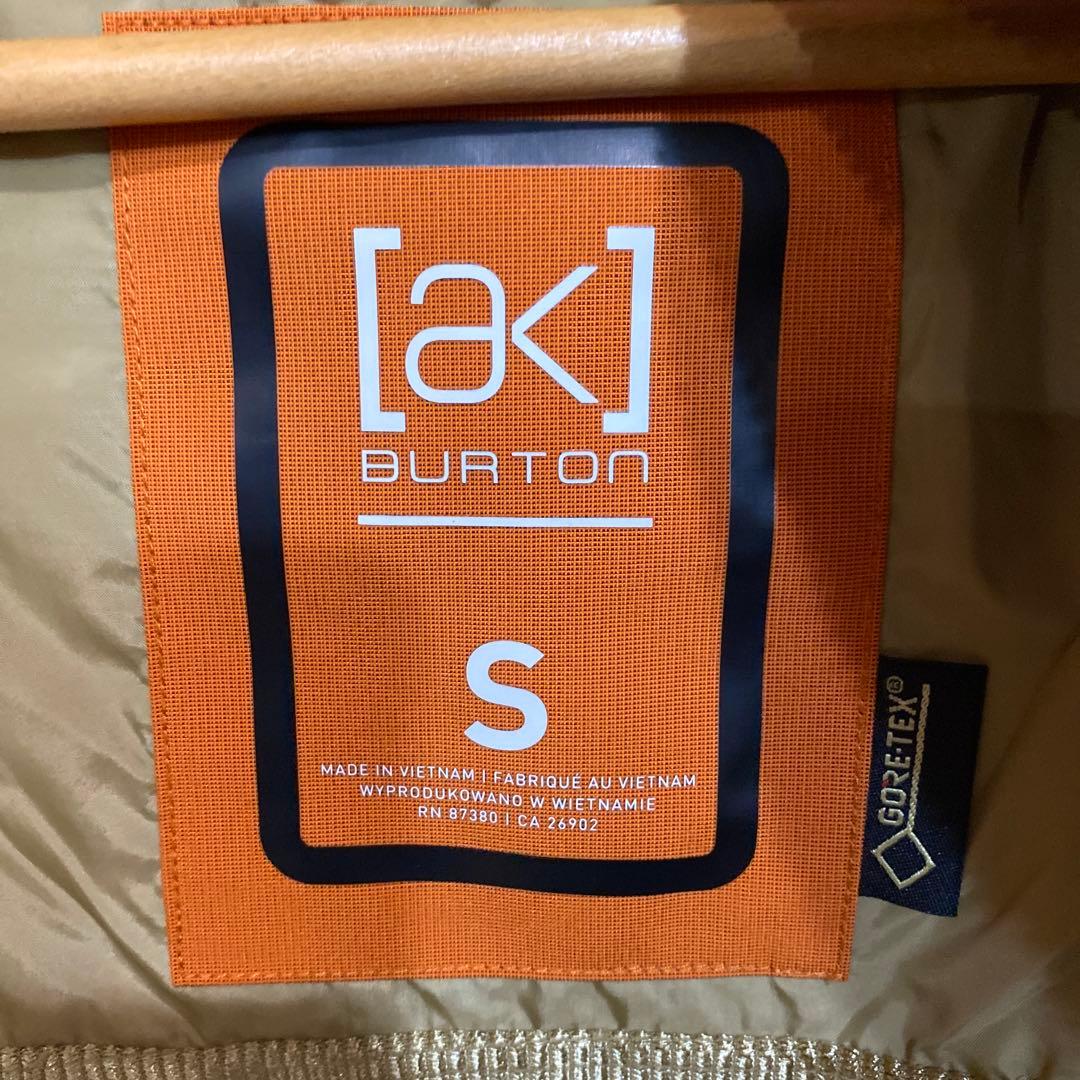 [ak]
BURTON
S
MADE IN VIETNAM | FABRIQUÉ AU VIETNAM
WYPRODUKOWANO W WIETNAMIE
RN 87380 | CA 26902
GORE-TEX®